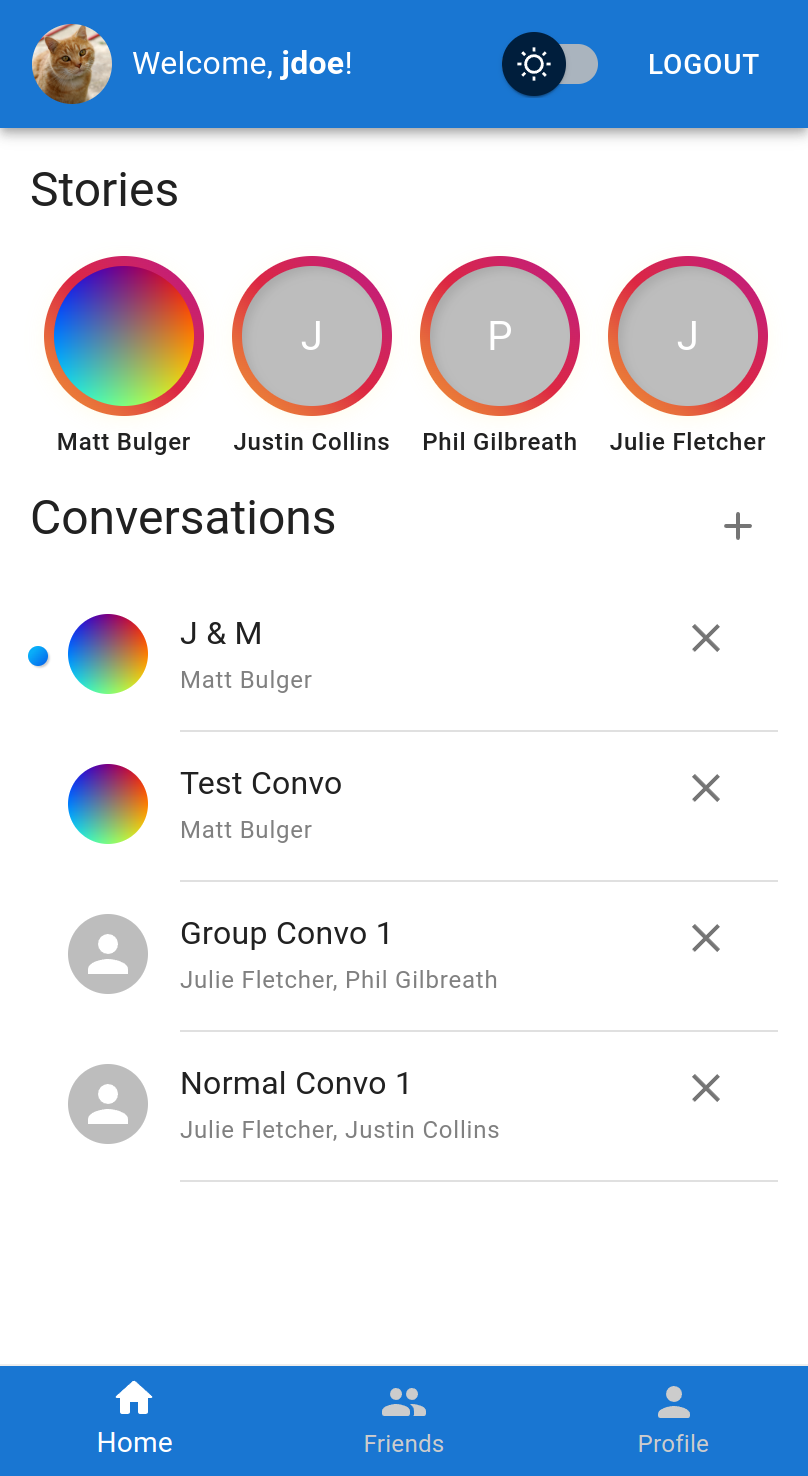 Welcome, jdoe!
LOGOUT
Stories
J
P
J
Matt Bulger
Justin Collins
Phil Gilbreath
Julie Fletcher
Conversations
J & M
Matt Bulger
Test Convo
Matt Bulger
Group Convo 1
Julie Fletcher, Phil Gilbreath
Normal Convo 1
Julie Fletcher, Justin Collins
Home
Friends
Profile